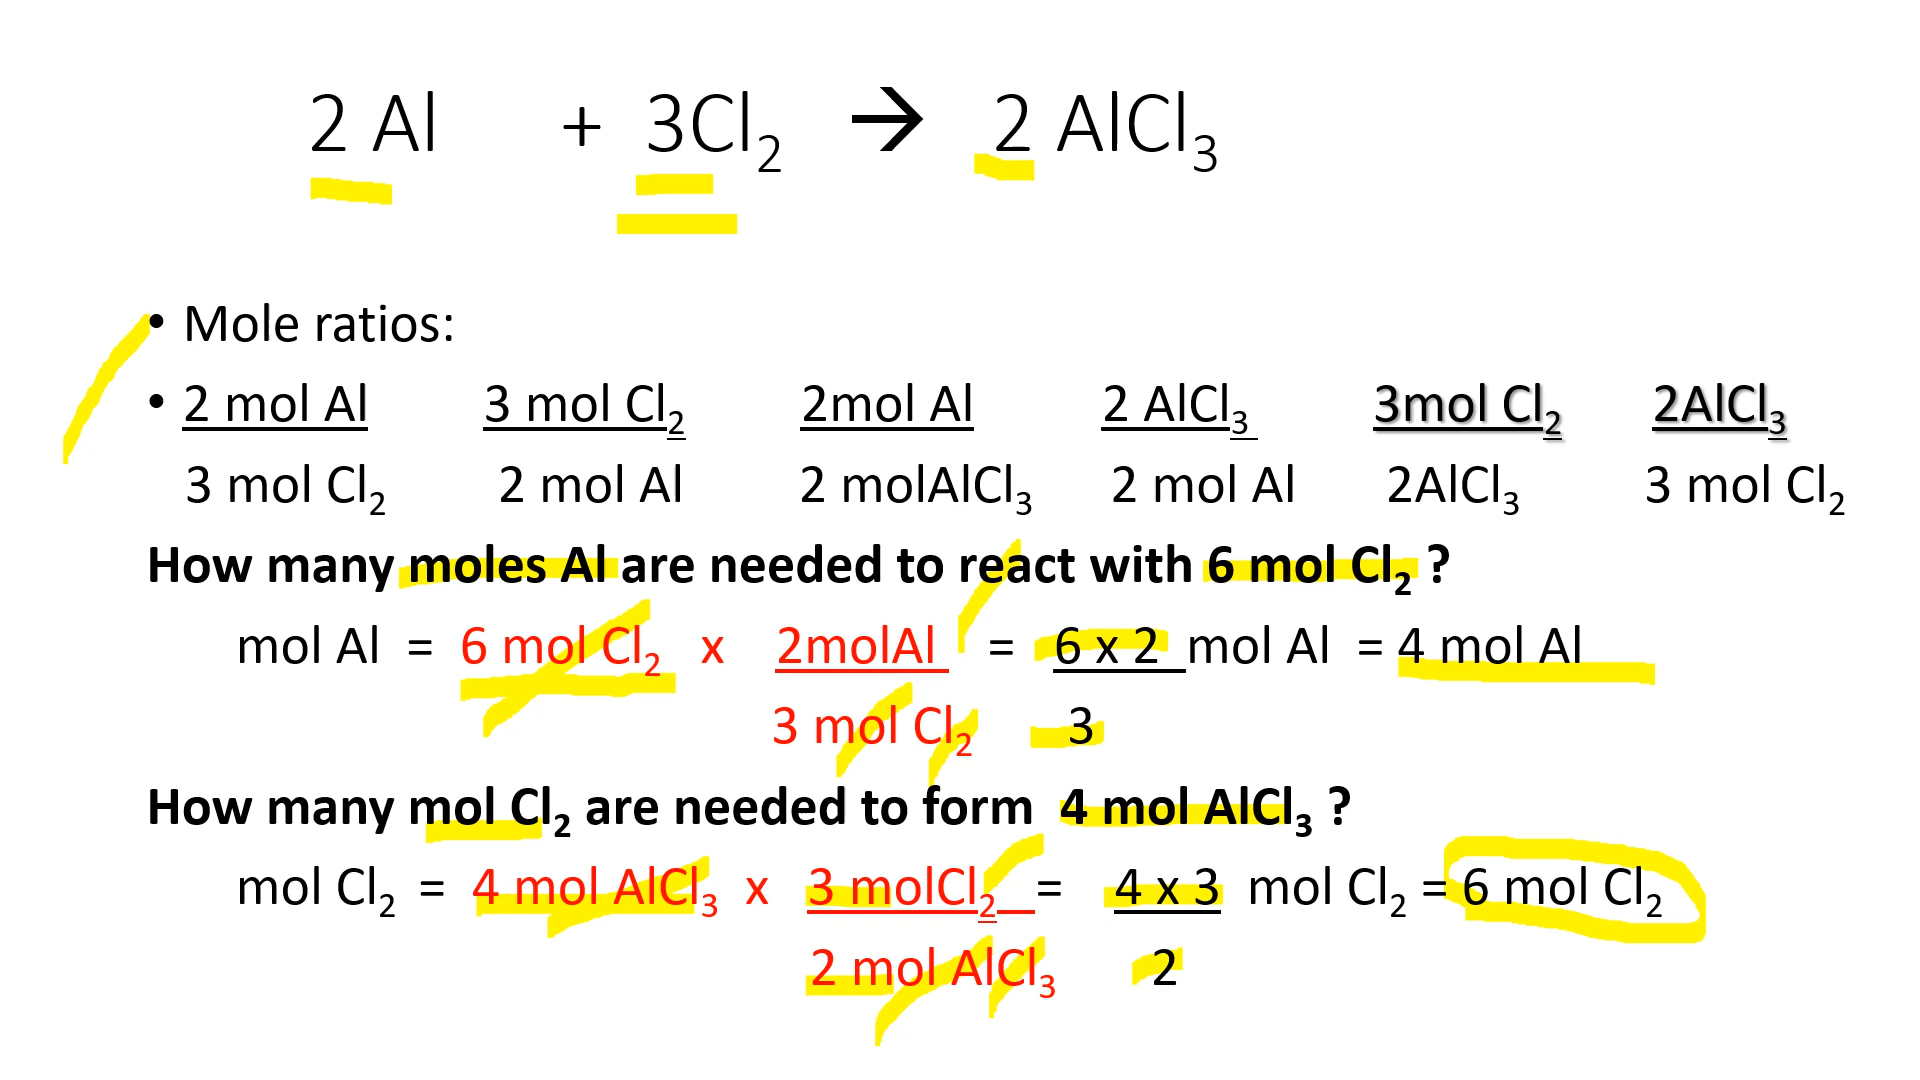 2 Al + 3Cl₂ → 2 AlCl₃
• Mole ratios:
• 2 mol Al 3 mol Cl₂ 2mol Al 2 AlCl₃ 3mol Cl₂ 2AlCl₃
3 mol Cl₂ 2 mol Al 2 molAlCl₃ 2 mol Al 2AlCl₃ 3 mol Cl₂
How many moles Al are needed to react with 6 mol Cl₂ ?
mol Al = 6 mol Cl₂ x 2molAl = 6 x 2 mol Al = 4 mol Al
3 mol Cl₂ 3
How many mol Cl₂ are needed to form 4 mol AlCl₃ ?
mol Cl₂ = 4 mol AlCl₃ x 3 molCl₂ = 4 x 3 mol Cl₂ = 6 mol Cl₂
2 mol AlCl₃ 2